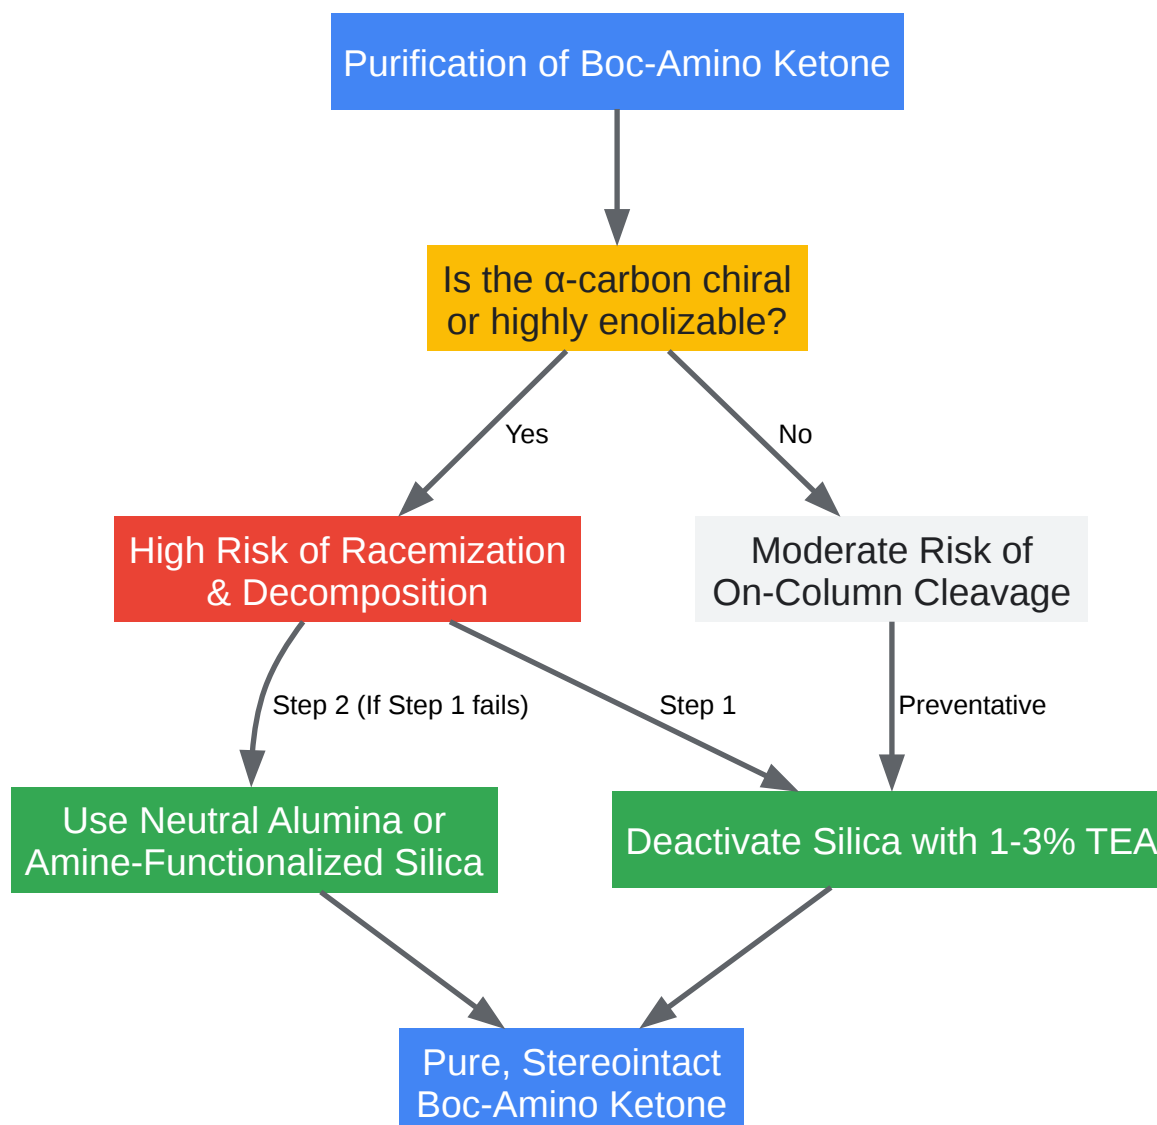 Purification of Boc-Amino Ketone
Is the α-carbon chiral
or highly enolizable?
Yes
No
High Risk of Racemization
& Decomposition
Moderate Risk of
On-Column Cleavage
Step 2 (If Step 1 fails)
Step 1
Preventative
Use Neutral Alumina or
Amine-Functionalized Silica
Deactivate Silica with 1-3% TEA
Pure, Stereointact
Boc-Amino Ketone